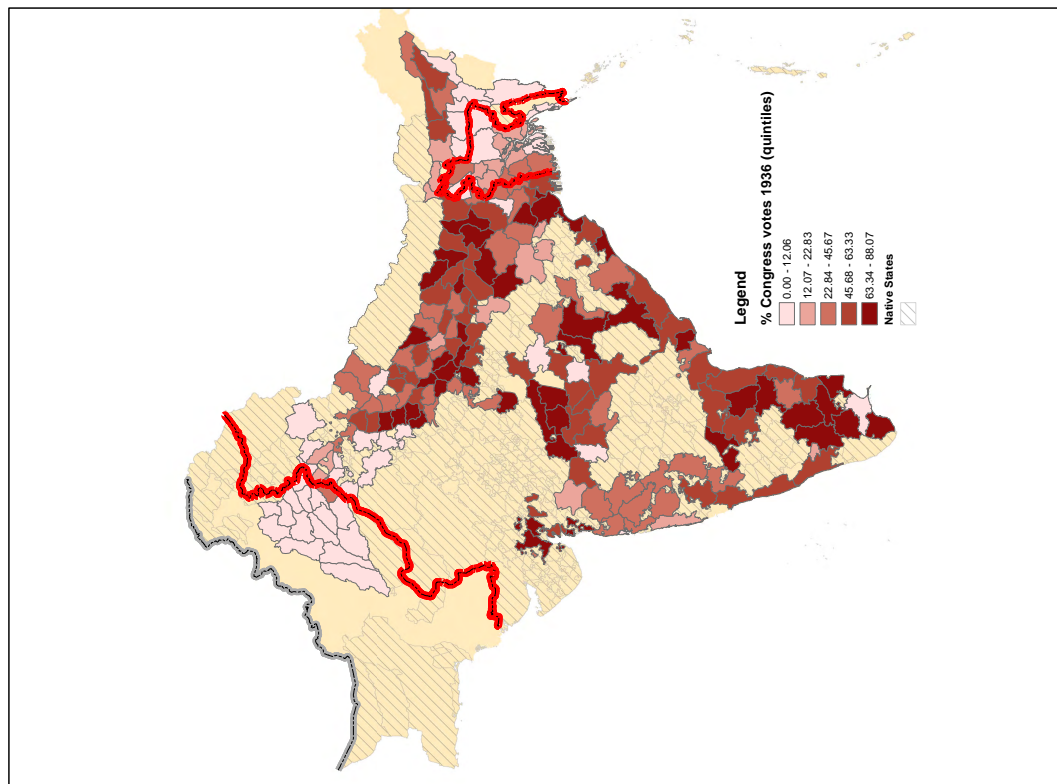 Legend
% Congress votes 1936 (quintiles)
0.00 - 12.06
12.07 - 22.83
22.84 - 45.67
45.68 - 63.33
63.34 - 88.07
Native States